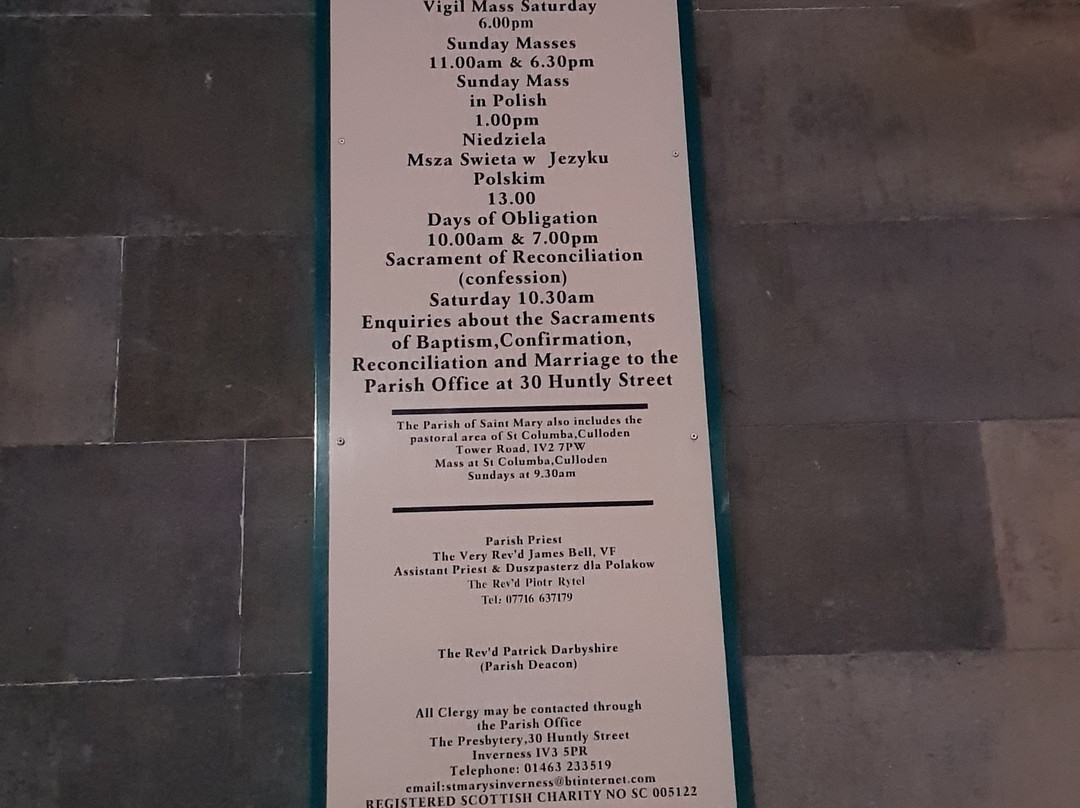 Vigil Mass Saturday
6.00pm
Sunday Masses
11.00am & 6.30pm
Sunday Mass
in Polish
1.00pm
Niedziela
Msza Swieta w Jezyku
Polskim
13.00
Days of Obligation
10.00am & 7.00pm
Sacrament of Reconciliation
(confession)
Saturday 10.30am
Enquiries about the Sacraments
of Baptism,Confirmation,
Reconciliation and Marriage to the
Parish Office at 30 Huntly Street
The Parish of Saint Mary also includes the
pastoral area of St Columba,Culloden
Tower Road, IV2 7PW
Mass at St Columba,Culloden
Sundays at 9.30am
Parish Priest
The Very Rev'd James Bell, VF
Assistant Priest & Duszpasterz dla Polakow
The Rev'd Piotr Rytel
Tel: 07716 637179
The Rev'd Patrick Darbyshire
(Parish Deacon)
All Clergy may be contacted through
the Parish Office
The Presbytery,30 Huntly Street
Inverness IV3 5PR
Telephone: 01463 233519
email:stmarysinverness@btinternet.com
REGISTERED SCOTTISH CHARITY NO SC 005122